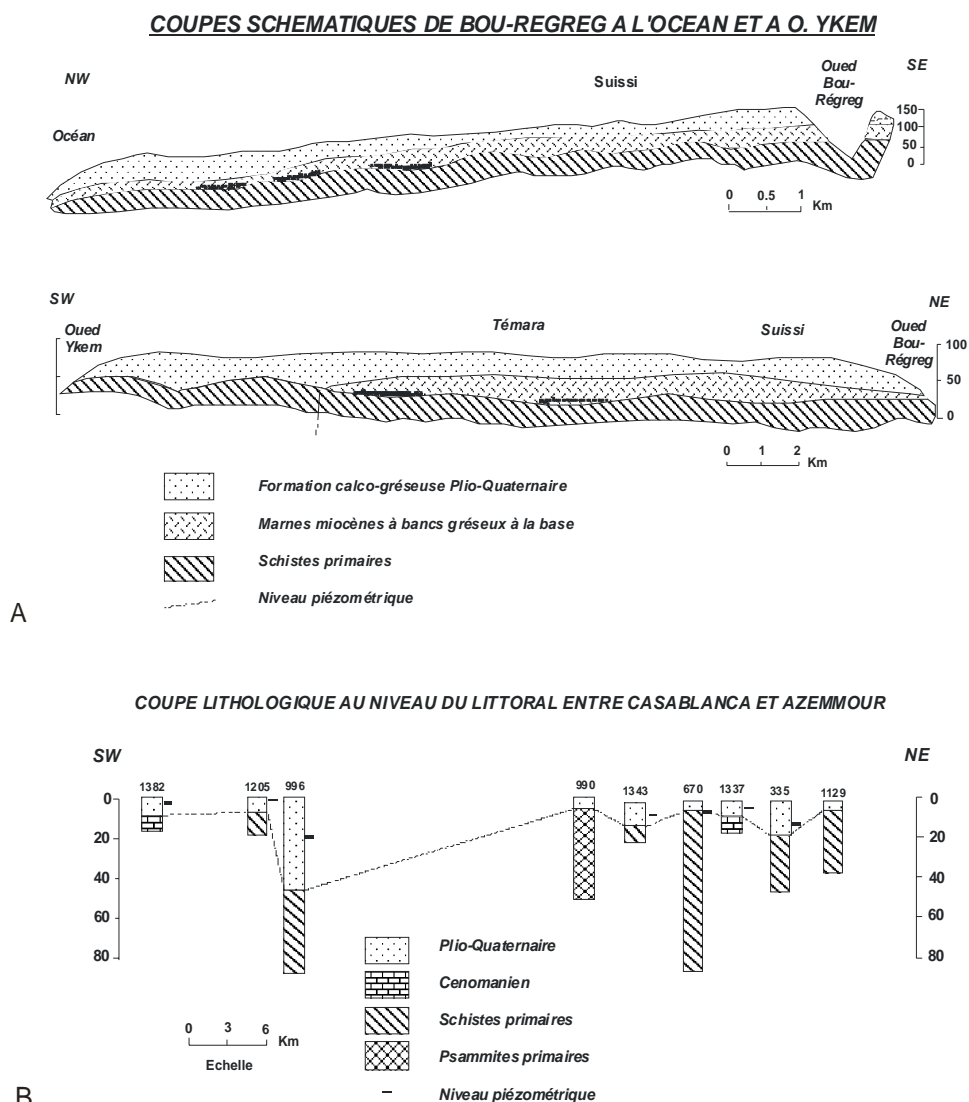 COUPES SCHEMATIQUES DE BOU-REGREG A L'OCEAN ET A O. YKEM
NW
Suissi
Oued
Bou-
Régreg
SE
Océan
150
100
50
0
0 0.5 1
Km
SW
NE
Oued
Ykem
Témara
Suissi
Oued
Bou-
Régreg
100
50
0
0 1 2
Km
Formation calco-gréseuse Plio-Quaternaire
Marnes miocènes à bancs gréseux à la base
Schistes primaires
Niveau piézométrique
A
COUPE LITHOLOGIQUE AU NIVEAU DU LITTORAL ENTRE CASABLANCA ET AZEMMOUR
SW
NE
1382 1205 996 990 1343 670 1337 335 1129
0
20
40
60
80
0
20
40
60
80
Plio-Quaternaire
Cenomanien
Schistes primaires
Psammites primaires
Niveau piézométrique
0 3 6
Km
Echelle
B